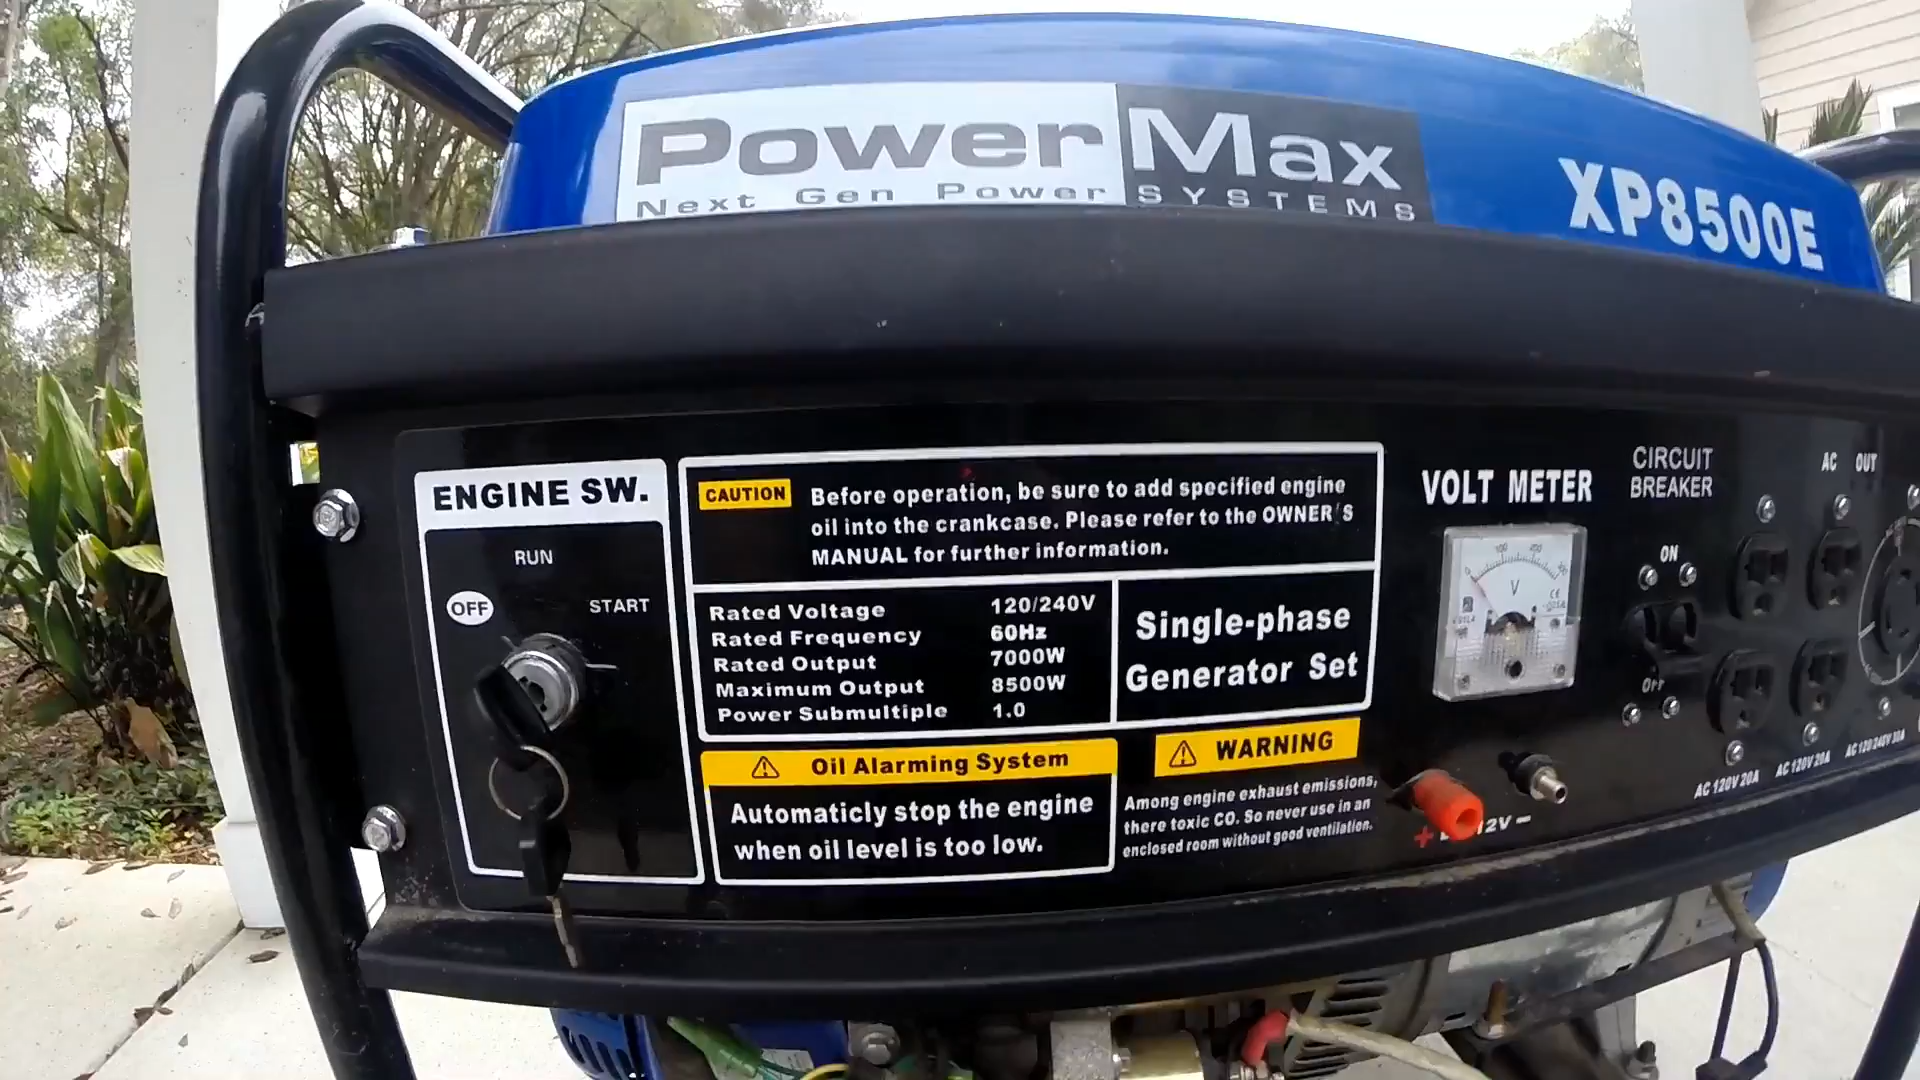 PowerMax
Next Gen Power SYSTEMS
XP8500E
ENGINE SW.
RUN
OFF
START
CAUTION
Before operation, be sure to add specified engine
oil into the crankcase. Please refer to the OWNER'S
MANUAL for further information.
Rated Voltage 120/240V
Rated Frequency 60Hz
Rated Output 7000W
Maximum Output 8500W
Power Submultiple 1.0
Single-phase
Generator Set
Oil Alarming System
Automaticly stop the engine
when oil level is too low.
WARNING
Among engine exhaust emissions,
there toxic CO. So never use in an
enclosed room without good ventilation.
VOLT METER
V
CIRCUIT
BREAKER
ON
OFF
AC OUT
+ 12V −
AC 120V 20A
AC 120V 20A
AC 120/240V 30A